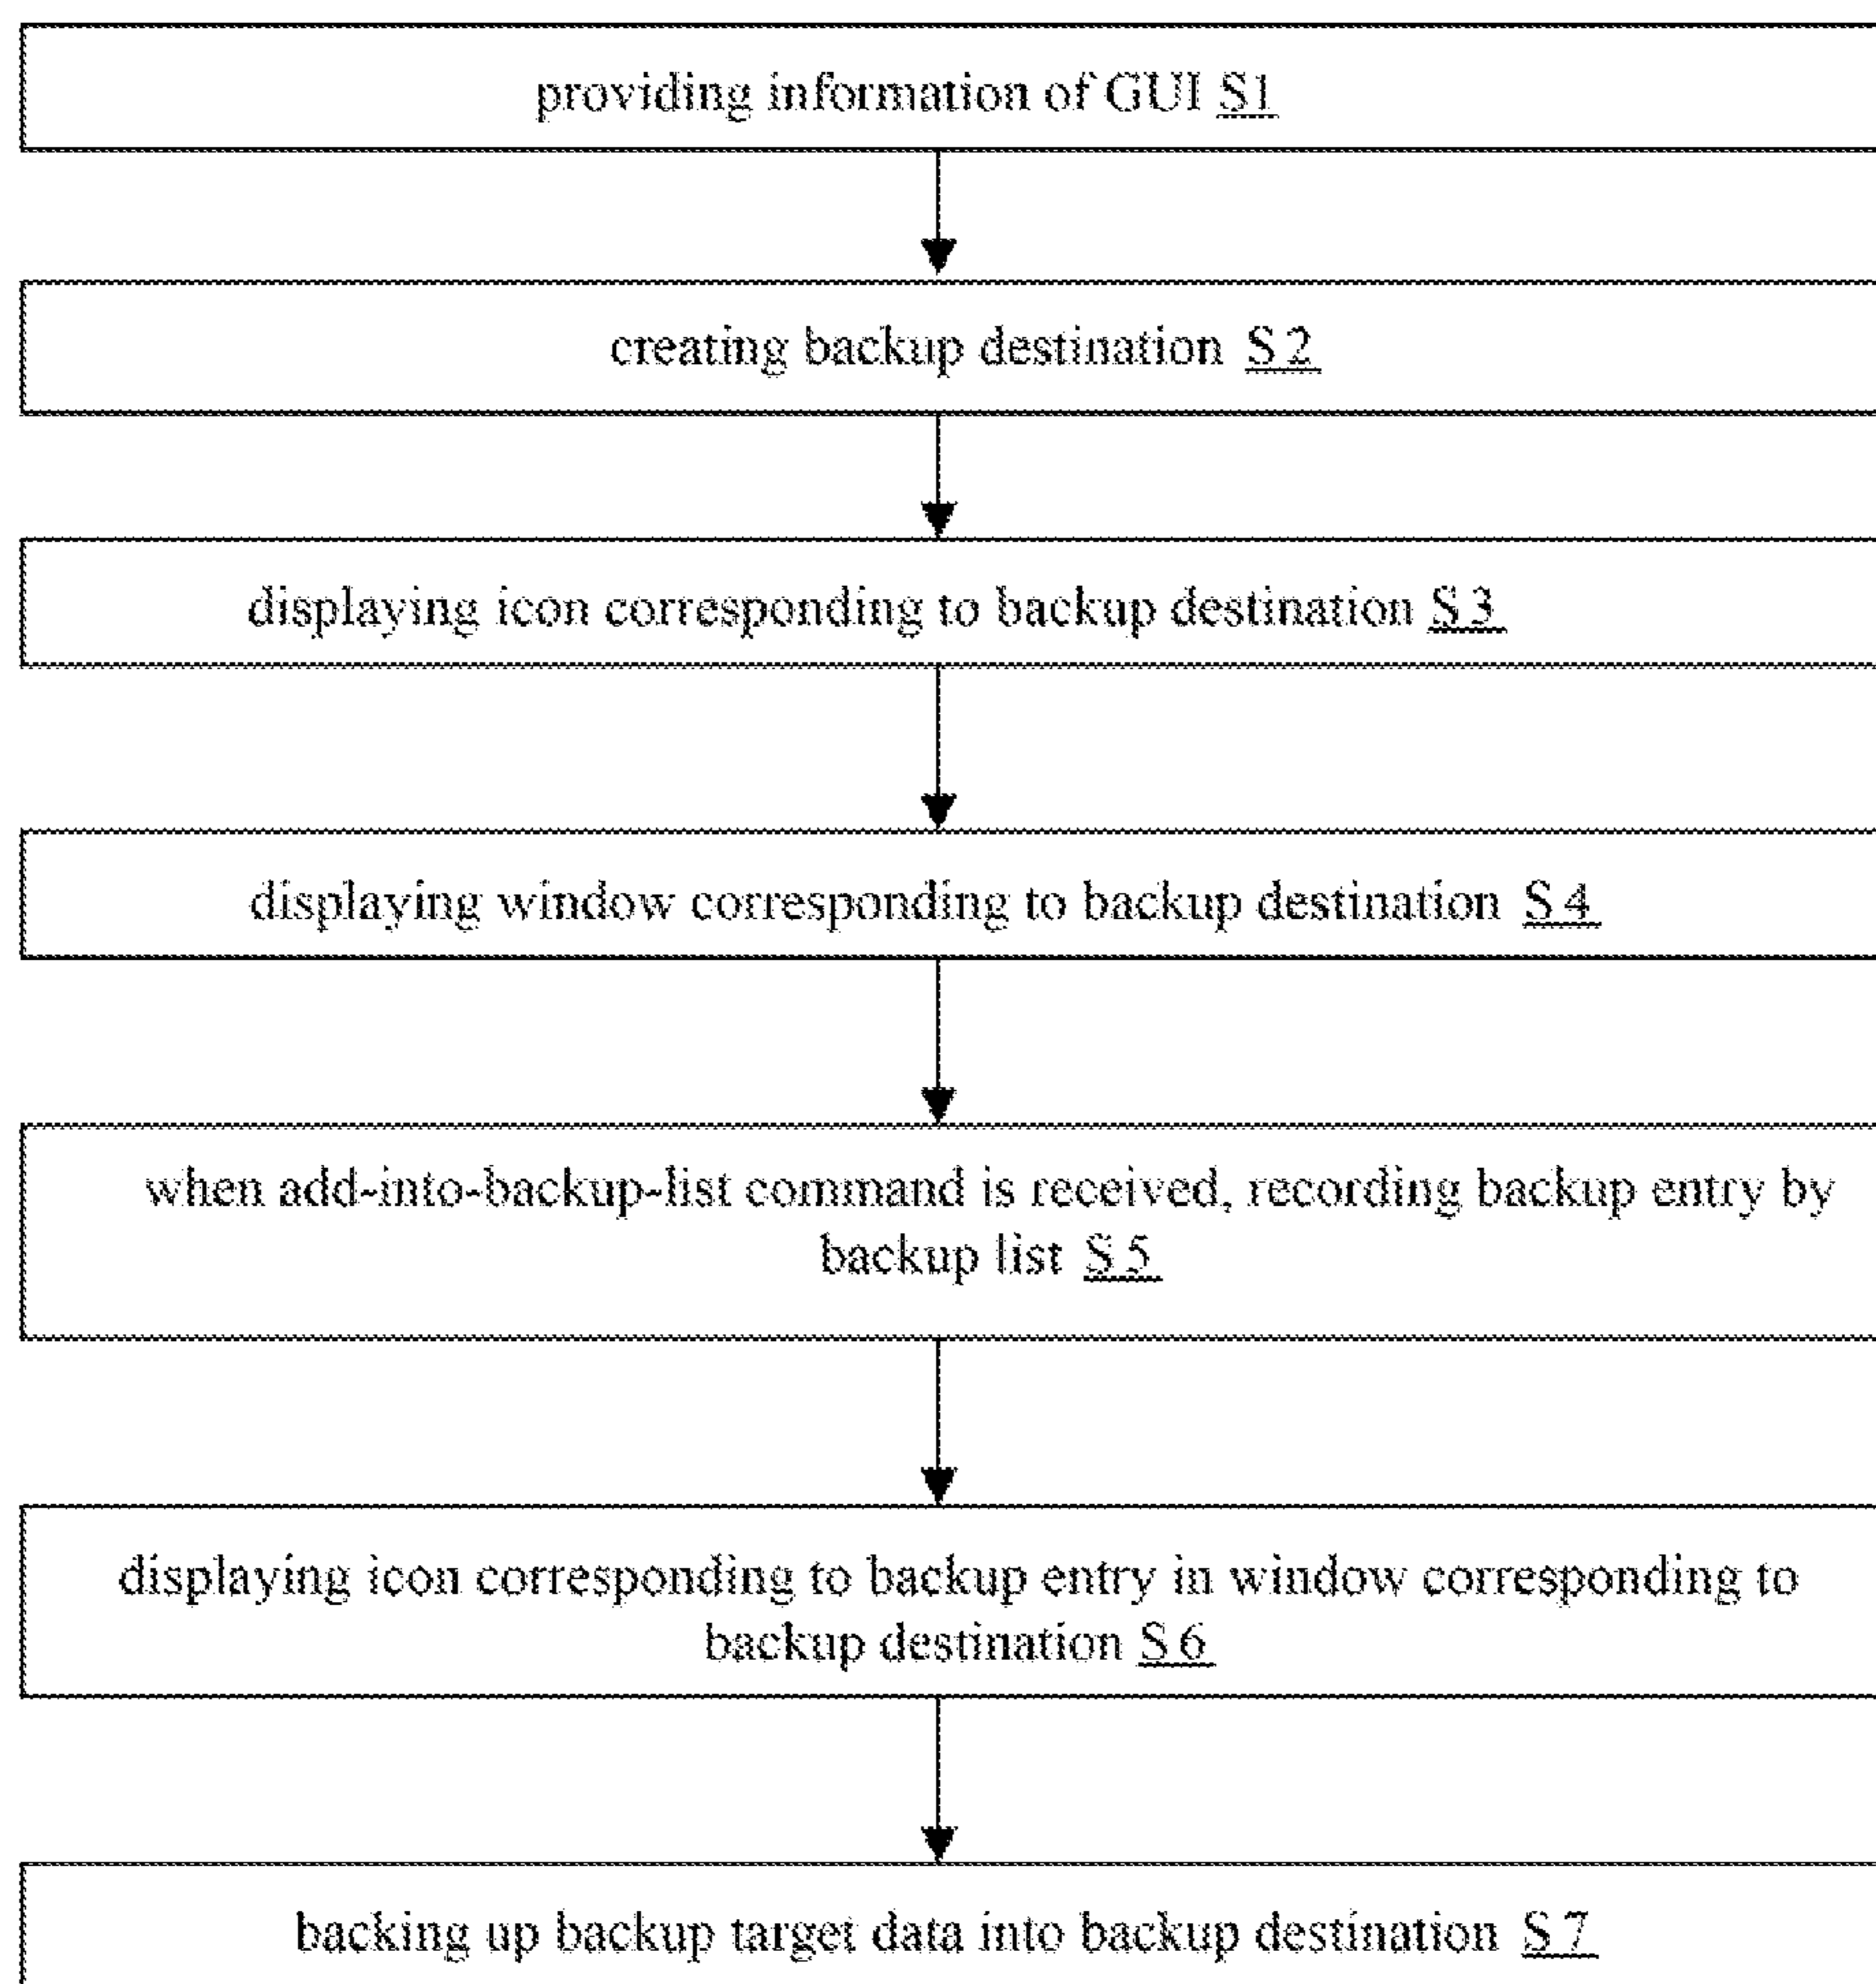 providing information of GUI S1
creating backup destination S2
displaying icon corresponding to backup destination S3
displaying window corresponding to backup destination S4
when add-into-backup-list command is received, recording backup entry by
backup list S5
displaying icon corresponding to backup entry in window corresponding to
backup destination S6
backing up backup target data into backup destination S7